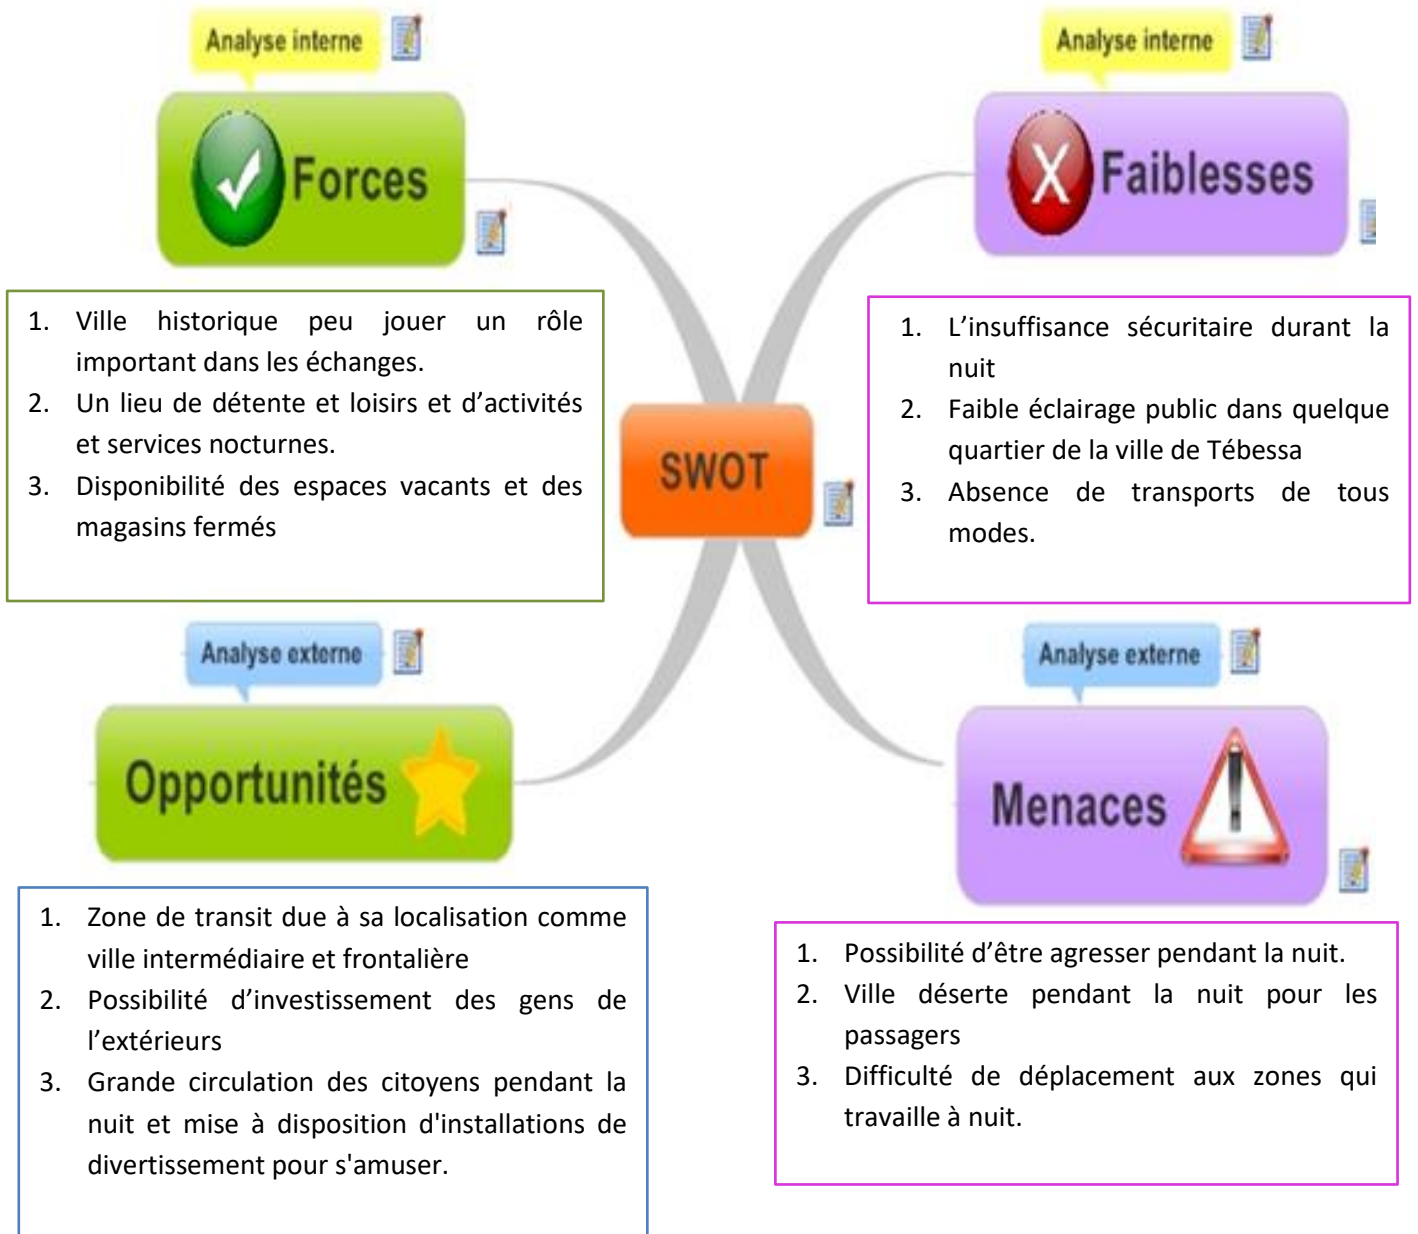 Analyse interne
Forces
1. Ville historique peu jouer un rôle
important dans les échanges.
2. Un lieu de détente et loisirs et d’activités
et services nocturnes.
3. Disponibilité des espaces vacants et des
magasins fermés
Analyse interne
Faiblesses
1. L’insuffisance sécuritaire durant la
nuit
2. Faible éclairage public dans quelque
quartier de la ville de Tébessa
3. Absence de transports de tous
modes.
SWOT
Analyse externe
Opportunités
1. Zone de transit due à sa localisation comme
ville intermédiaire et frontalière
2. Possibilité d’investissement des gens de
l’extérieurs
3. Grande circulation des citoyens pendant la
nuit et mise à disposition d'installations de
divertissement pour s'amuser.
Analyse externe
Menaces
1. Possibilité d’être agresser pendant la nuit.
2. Ville déserte pendant la nuit pour les
passagers
3. Difficulté de déplacement aux zones qui
travaille à nuit.